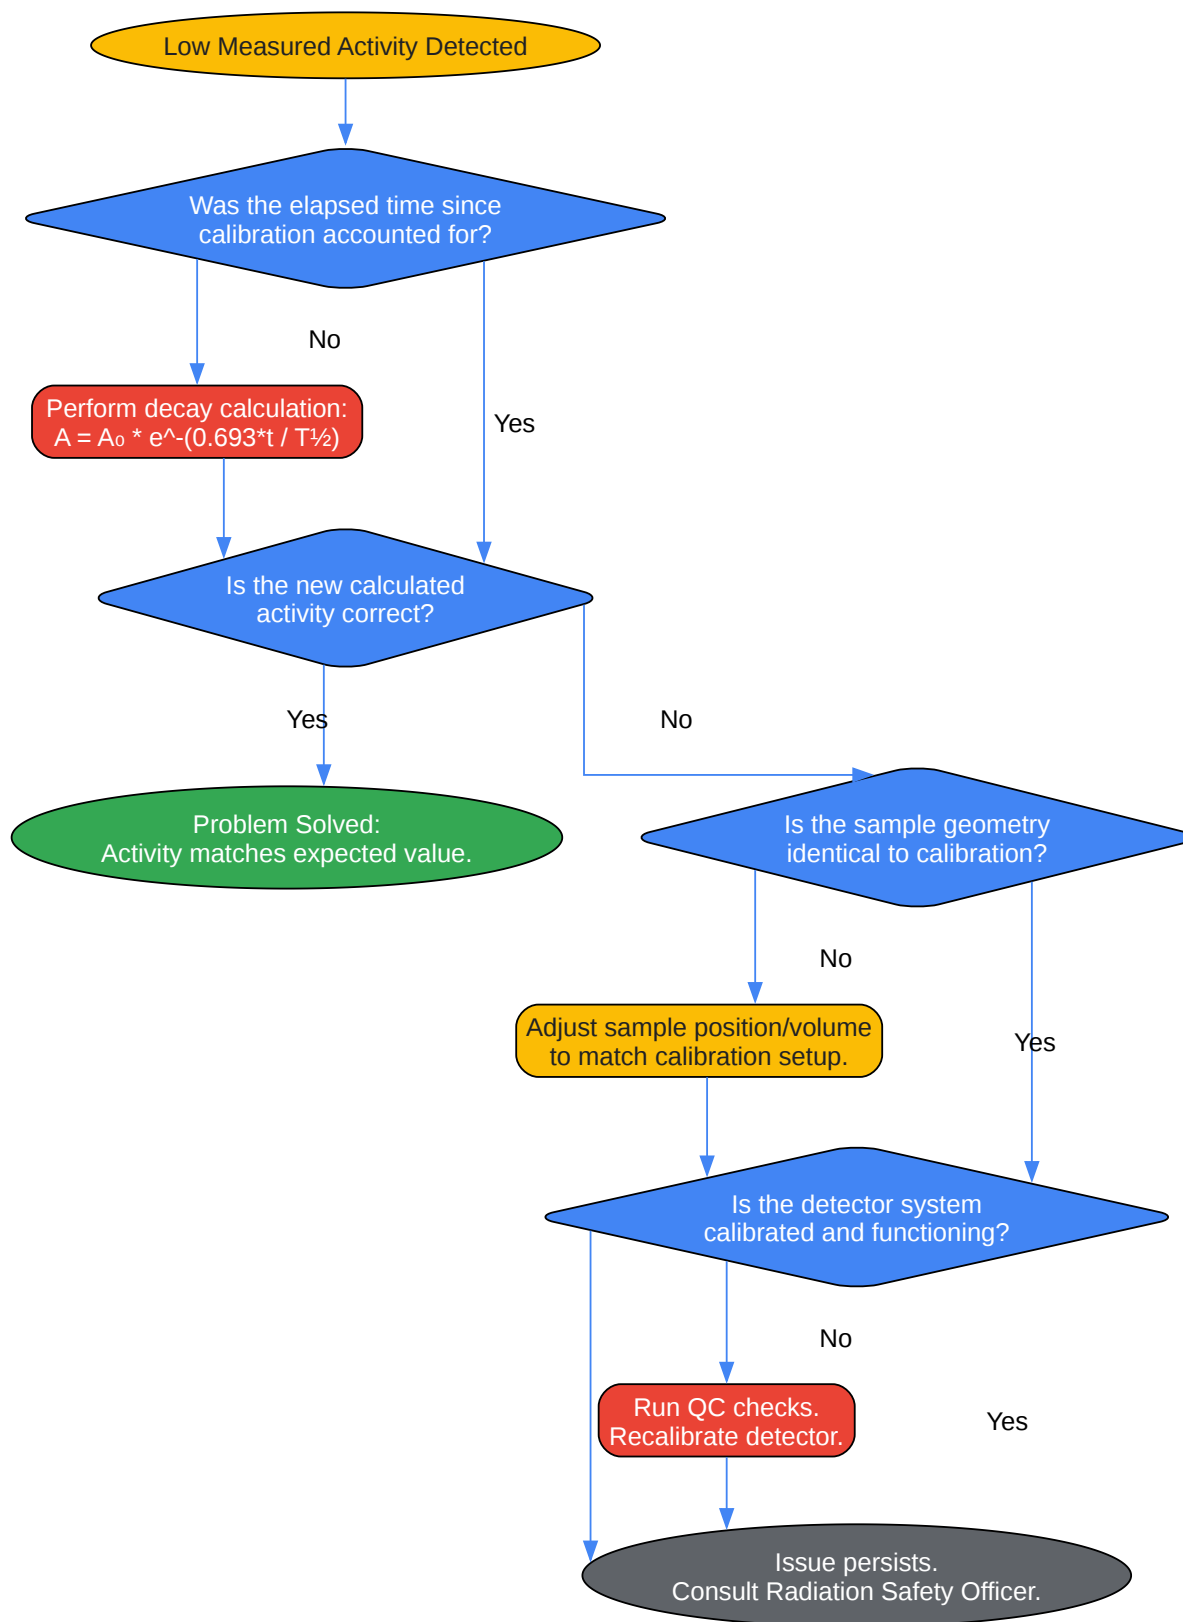 Low Measured Activity Detected
Was the elapsed time since
calibration accounted for?
No
Perform decay calculation:
A = A₀ * e^-(0.693*t / T½)
Yes
Is the new calculated
activity correct?
Yes
No
Problem Solved:
Activity matches expected value.
Is the sample geometry
identical to calibration?
No
Adjust sample position/volume
to match calibration setup.
Yes
Is the detector system
calibrated and functioning?
No
Run QC checks.
Recalibrate detector.
Yes
Issue persists.
Consult Radiation Safety Officer.